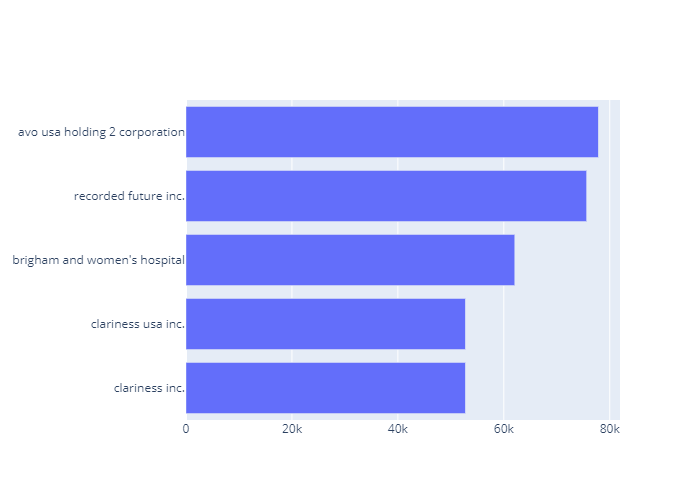 avo usa holding 2 corporation
recorded future inc.
brigham and women's hospital
clariness usa inc.
clariness inc.
0 20k 40k 60k 80k